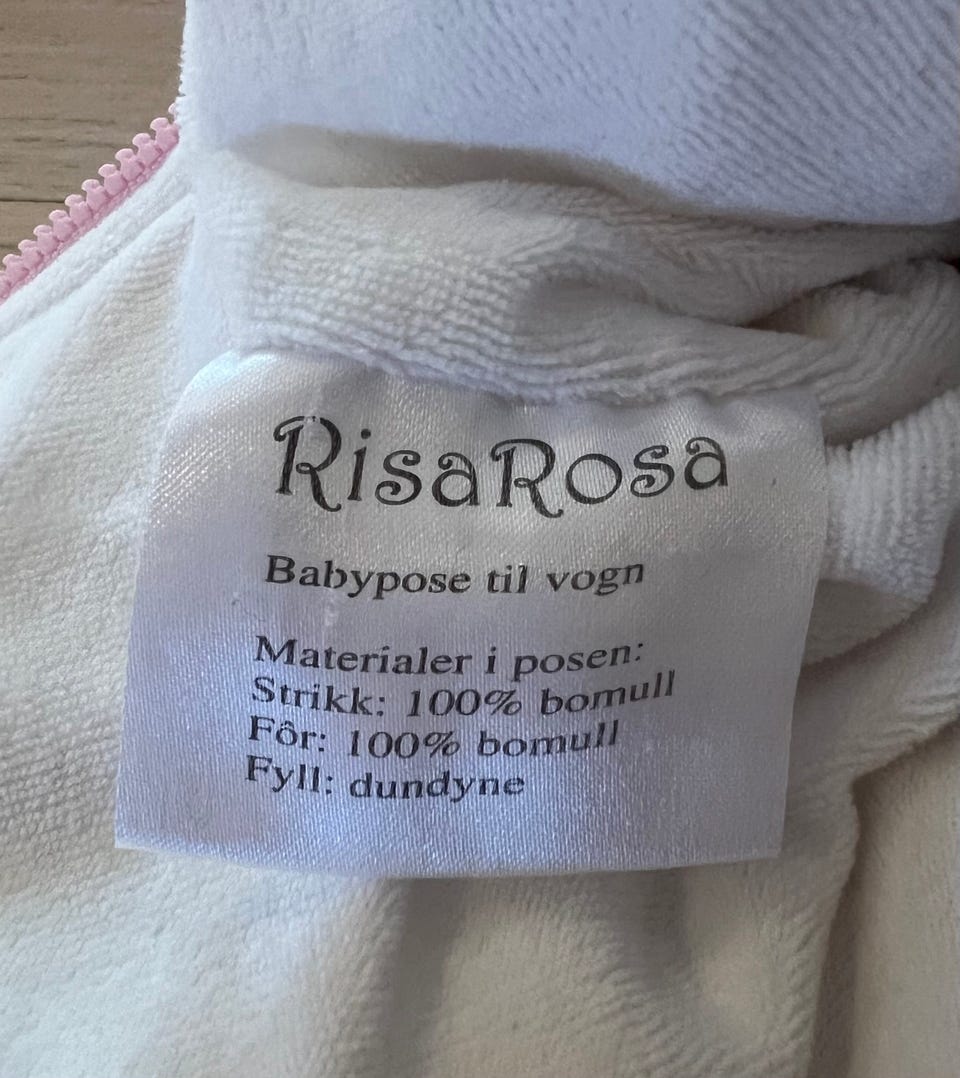 RisaRosa
Babypose til vogn
Materialer i posen:
Strikk: 100% bomull
Fôr: 100% bomull
Fyll: dundyne